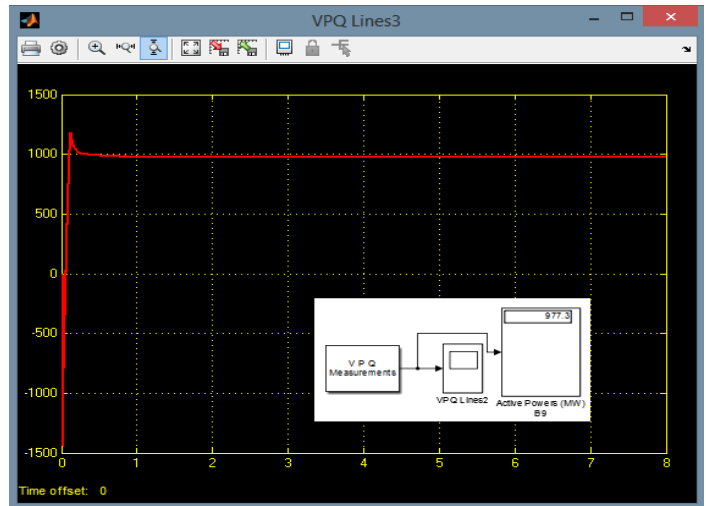 VPQ Lines3
1500
1000
500
0
-500
-1000
-1500
0 1 2 3 4 5 6 7 8
Time offset: 0
977.3
V P Q
Measurements
VPQ Lines2
Active Powers (MW)
B9